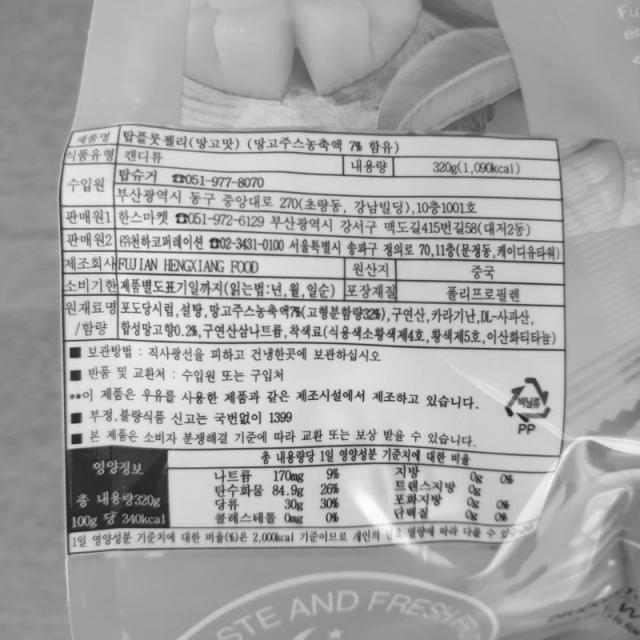 제품명 탑플룻젤리(망고맛) (망고주스농축액 7% 함유)
식품유형 캔디류 내용량 320g(1,090kcal)
수입원 탑슈거 ☎051-977-8070
부산광역시 동구 중앙대로 270(초량동, 강남빌딩),10층1001호
판매원1 한스마켓 ☎051-972-6129 부산광역시 강서구 맥도길415번길58(대저2동)
판매원2 ㈜천하코퍼레이션 ☎02-3431-0100 서울특별시 송파구 정의로 70,11층(문정동,케이디유타워)
제조회사 FUJIAN HENGXIANG FOOD 원산지 중국
소비기한 제품별도표기일까지(읽는법:년,월,일순) 포장재질 폴리프로필렌
원재료명 포도당시럽,설탕,망고주스농축액7%(고형분함량32%),구연산,카라기난,DL-사과산,
/함량 합성망고향0.2%,구연산삼나트륨,착색료(식용색소황색제4호,황색제5호,이산화티타늄)
■ 보관방법 : 직사광선을 피하고 건냉한곳에 보관하십시오
■ 반품 및 교환처 : 수입원 또는 구입처
**이 제품은 우유를 사용한 제품과 같은 제조시설에서 제조하고 있습니다.
■ 부정,불량식품 신고는 국번없이 1399
■ 본 제품은 소비자 분쟁해결 기준에 따라 교환 또는 보상 받을 수 있습니다.
비닐류
PP
영양정보
총 내용량320g
100g 당 340kcal
총 내용량당 1일 영양성분 기준치에 대한 비율
나트륨 170mg 9% 지방 0g 0%
탄수화물 84.9g 26% 트랜스지방 0g
당류 30g 30% 포화지방 0g 0%
콜레스테롤 0mg 0% 단백질 0g 0%
1일 영양성분 기준치에 대한 비율(%)은 2,000kcal 기준이므로 개인의 필요 열량에 따라 다를 수 있
STE AND FRESH FR